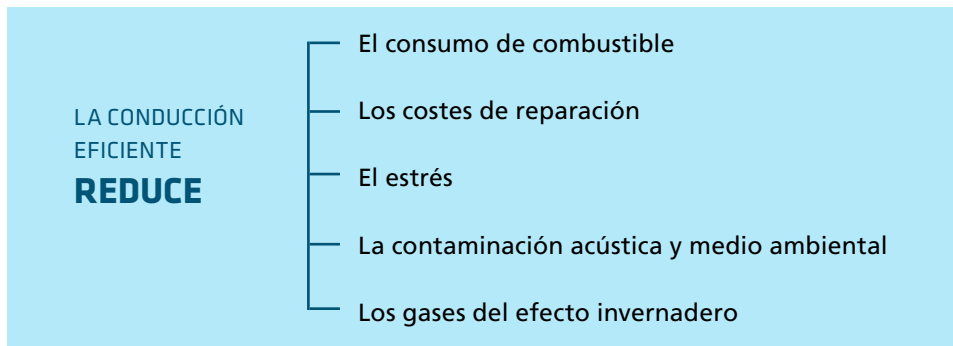 LA CONDUCCIÓN
EFICIENTE
REDUCE
El consumo de combustible
Los costes de reparación
El estrés
La contaminación acústica y medio ambiental
Los gases del efecto invernadero